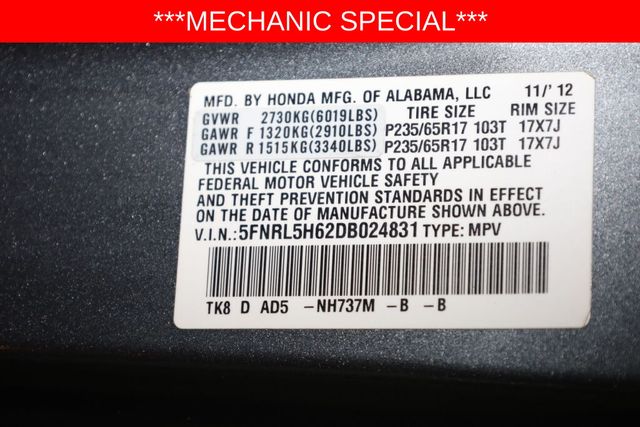 ***MECHANIC SPECIAL***
MFD. BY HONDA MFG. OF ALABAMA, LLC 11/'12
GVWR 2730KG(6019LBS) TIRE SIZE RIM SIZE
GAWR F 1320KG(2910LBS) P235/65R17 103T 17X7J
GAWR R 1515KG(3340LBS) P235/65R17 103T 17X7J
THIS VEHICLE CONFORMS TO ALL APPLICABLE
FEDERAL MOTOR VEHICLE SAFETY
AND THEFT PREVENTION STANDARDS IN EFFECT
ON THE DATE OF MANUFACTURE SHOWN ABOVE.
V.I.N.: 5FNRL5H62DB024831 TYPE: MPV
TK8 D AD5 -NH737M -B -B